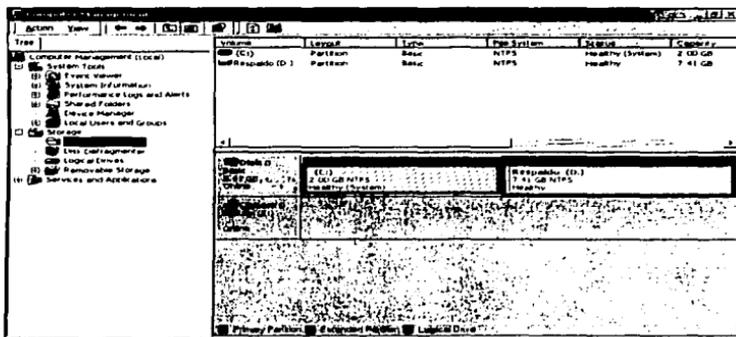 Computer Management
Action View
Tree
Computer Management (Local)
System Tools
Event Viewer
System Information
Performance Logs and Alerts
Shared Folders
Device Manager
Local Users and Groups
Storage
Disk Defragmenter
Logical Drives
Removable Storage
Services and Applications
Volume Layout Type File System Status Capacity
(C:) Partition Basic NTFS Healthy (System) 2.00 GB
Respaldo (D:) Partition Basic NTFS Healthy 7.41 GB
Disk 0
Basic
Online
(C:)
2.00 GB NTFS
Healthy (System)
Respaldo (D:)
7.41 GB NTFS
Healthy
Online
Primary Partition Extended Partition Logical Drive